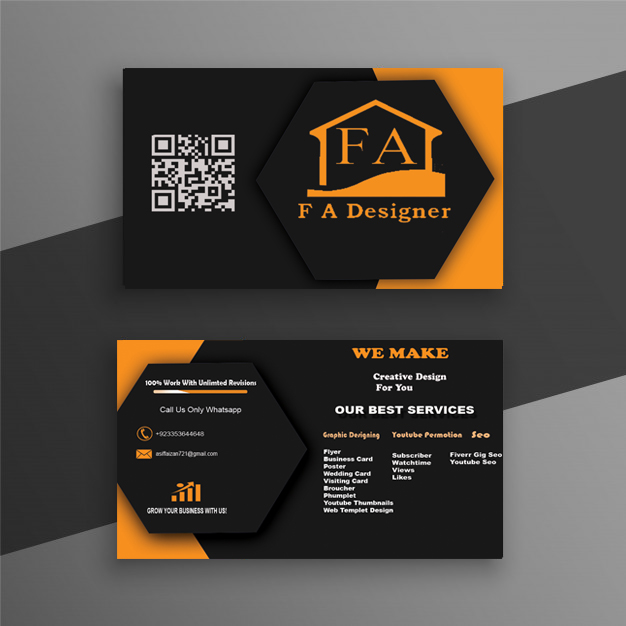 FA
F A Designer
100% Work With Unlimted Revisions
Call Us Only Whatsapp
+923353644648
asiffaizan721@gmail.com
GROW YOUR BUSINESS WITH US!
WE MAKE
Creative Design
For You
OUR BEST SERVICES
Graphic Designing
Flyer
Business Card
Poster
Wedding Card
Visiting Card
Broucher
Phumplet
Youtube Thumbnails
Web Templet Design
Youtube Permotion
Subscriber
Watchtime
Views
Likes
Seo
Fiverr Gig Seo
Youtube Seo